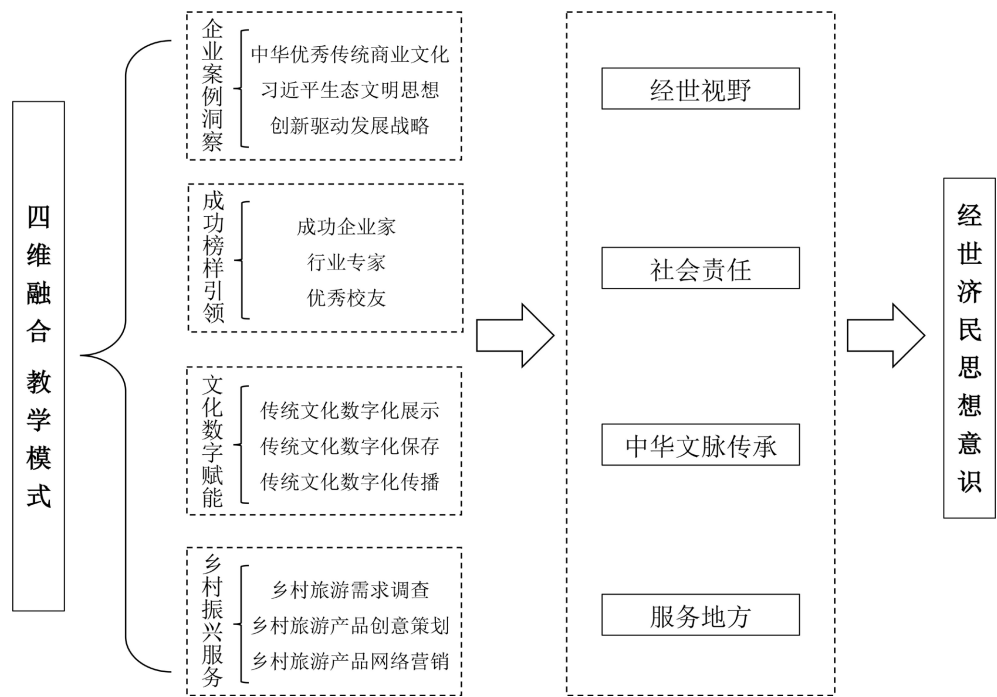 四维融合 教学模式
企业案例洞察
中华优秀传统商业文化
习近平生态文明思想
创新驱动发展战略
成功榜样引领
成功企业家
行业专家
优秀校友
文化数字赋能
传统文化数字化展示
传统文化数字化保存
传统文化数字化传播
乡村振兴服务
乡村旅游需求调查
乡村旅游产品创意策划
乡村旅游产品网络营销
经世视野
社会责任
中华文脉传承
服务地方
经世济民思想意识